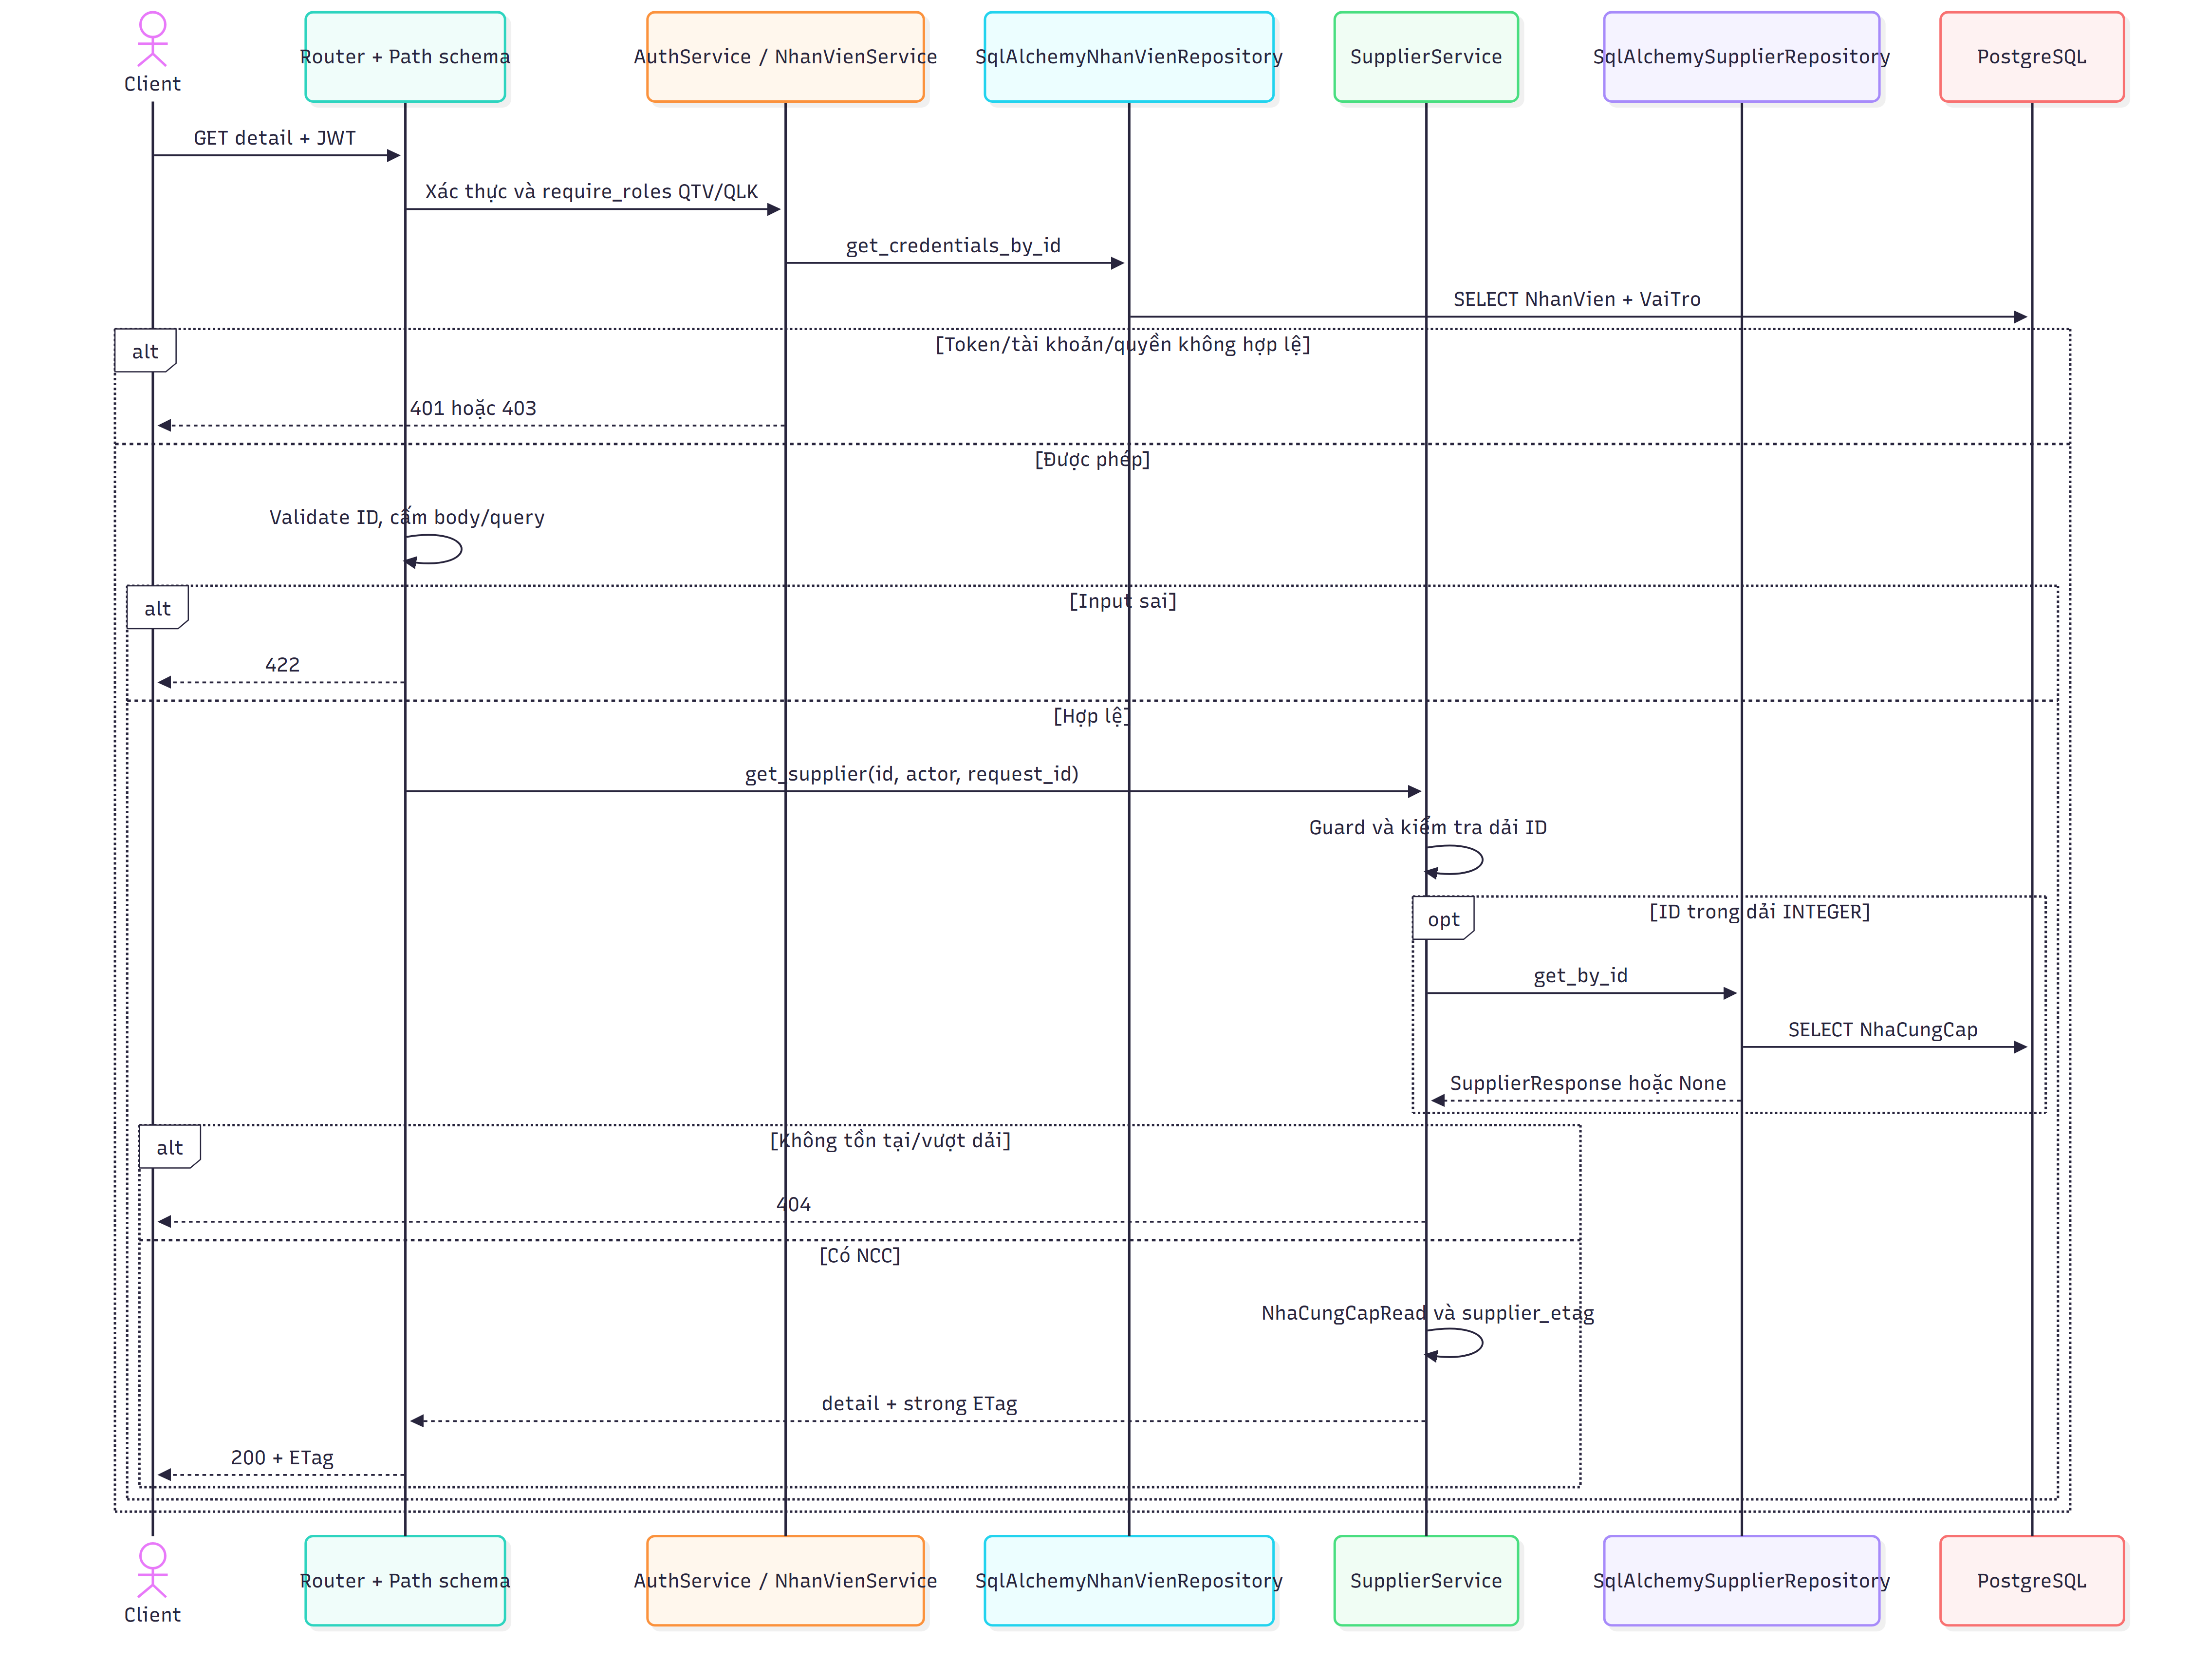 Client
Router + Path schema
AuthService / NhanVienService
SqlAlchemyNhanVienRepository
SupplierService
SqlAlchemySupplierRepository
PostgreSQL
GET detail + JWT
Xác thực và require_roles QTV/QLK
get_credentials_by_id
SELECT NhanVien + VaiTro
alt
[Token/tài khoản/quyền không hợp lệ]
401 hoặc 403
[Được phép]
Validate ID, cấm body/query
alt
[Input sai]
422
[Hợp lệ]
get_supplier(id, actor, request_id)
Guard và kiểm tra dải ID
opt
[ID trong dải INTEGER]
get_by_id
SELECT NhaCungCap
SupplierResponse hoặc None
alt
[Không tồn tại/vượt dải]
404
[Có NCC]
NhaCungCapRead và supplier_etag
detail + strong ETag
200 + ETag
Client
Router + Path schema
AuthService / NhanVienService
SqlAlchemyNhanVienRepository
SupplierService
SqlAlchemySupplierRepository
PostgreSQL